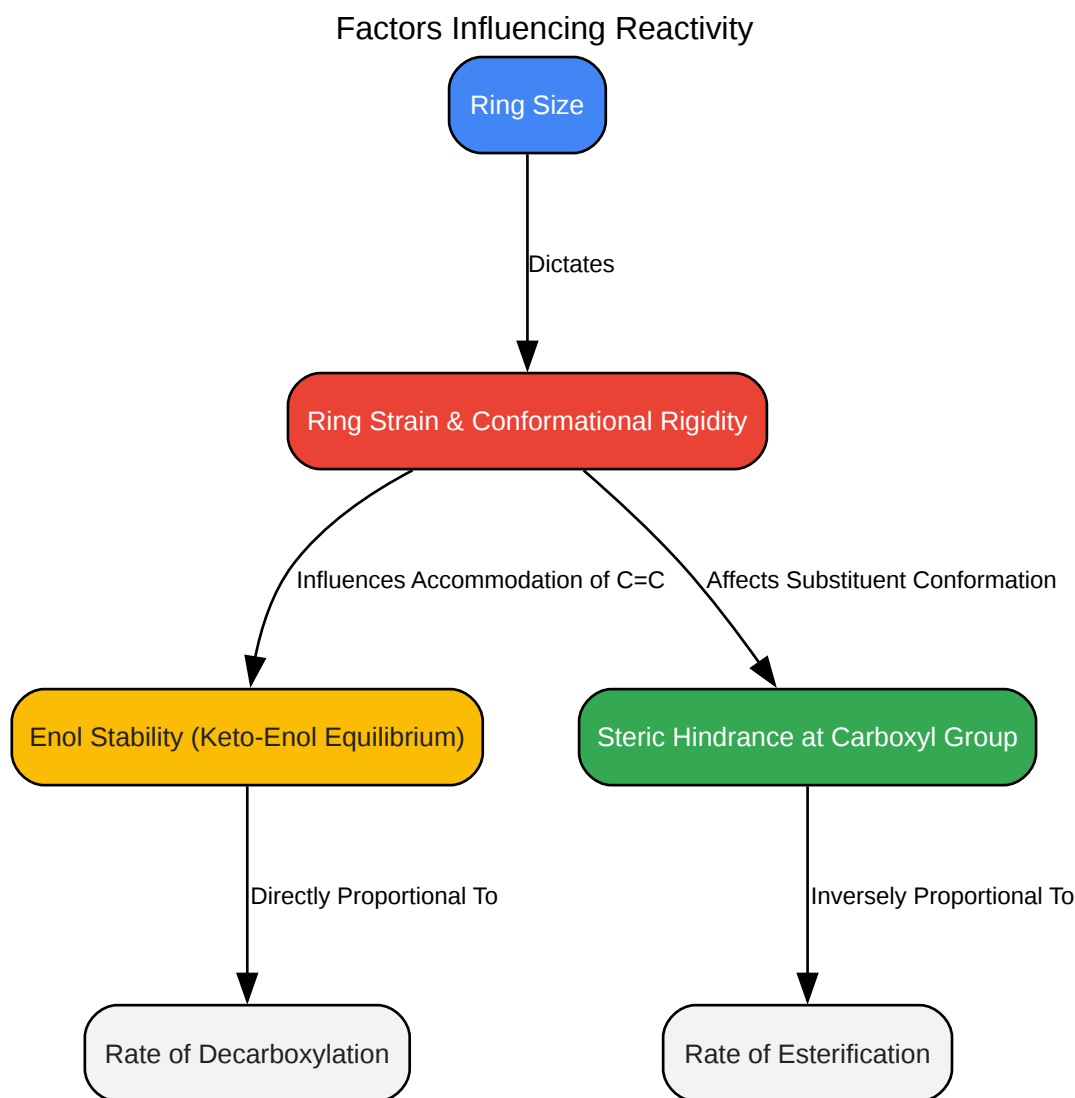 Factors Influencing Reactivity
Ring Size
Dictates
Ring Strain & Conformational Rigidity
Influences Accommodation of C=C
Affects Substituent Conformation
Enol Stability (Keto-Enol Equilibrium)
Steric Hindrance at Carboxyl Group
Directly Proportional To
Inversely Proportional To
Rate of Decarboxylation
Rate of Esterification